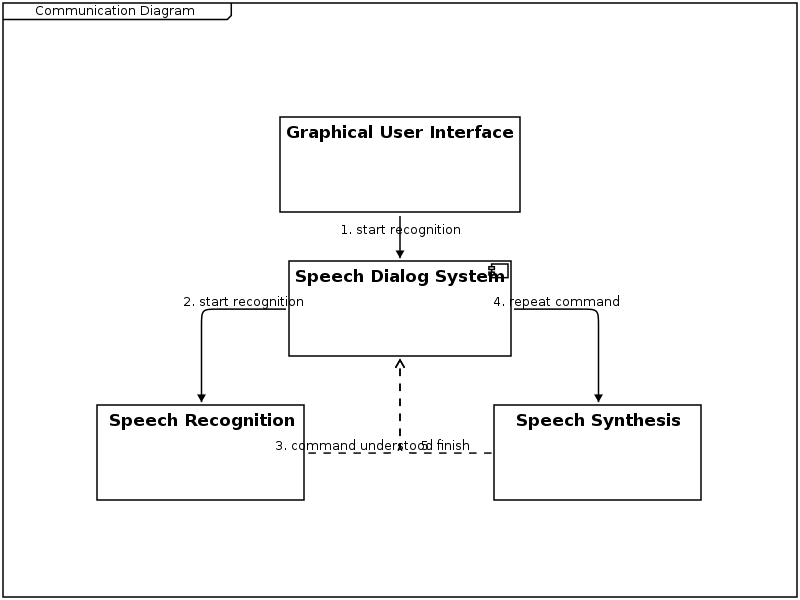 Communication Diagram
Graphical User Interface
1. start recognition
Speech Dialog System
2. start recognition
4. repeat command
Speech Recognition
Speech Synthesis
3. command understood
5. finish